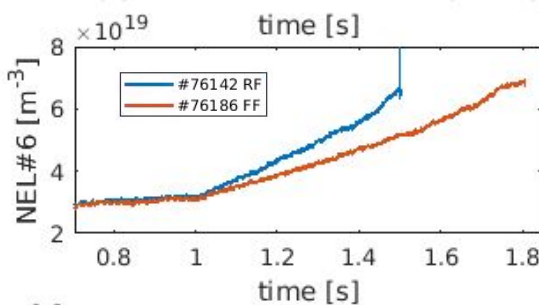 × 10^19
time [s]
8
#76142 RF
#76186 FF
6
4
2
NEL#6 [m^-3]
0.8 1 1.2 1.4 1.6 1.8
time [s]